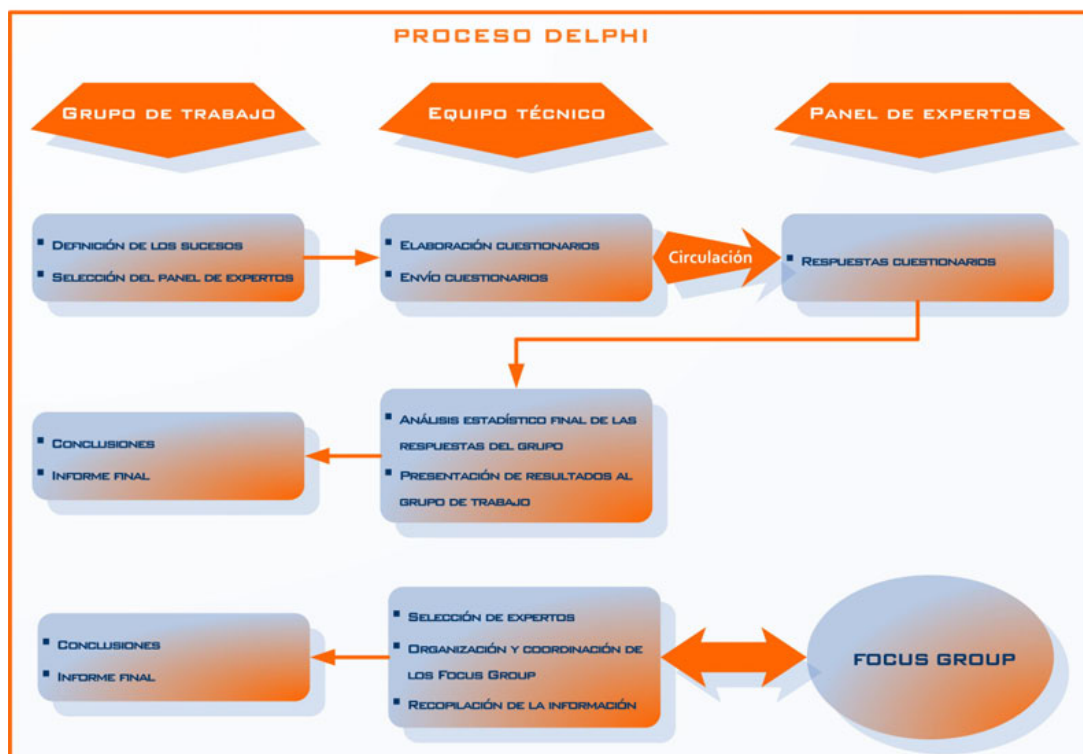 PROCESO DELPHI
GRUPO DE TRABAJO
EQUIPO TÉCNICO
PANEL DE EXPERTOS
▪ DEFINICIÓN DE LOS SUCESOS
▪ SELECCIÓN DEL PANEL DE EXPERTOS
▪ ELABORACIÓN CUESTIONARIOS
▪ ENVÍO CUESTIONARIOS
Circulación
▪ RESPUESTAS CUESTIONARIOS
▪ ANÁLISIS ESTADÍSTICO FINAL DE LAS
RESPUESTAS DEL GRUPO
▪ PRESENTACIÓN DE RESULTADOS AL
GRUPO DE TRABAJO
▪ CONCLUSIONES
▪ INFORME FINAL
▪ SELECCIÓN DE EXPERTOS
▪ ORGANIZACIÓN Y COORDINACIÓN DE
LOS FOCUS GROUP
▪ RECOPILACIÓN DE LA INFORMACIÓN
FOCUS GROUP
▪ CONCLUSIONES
▪ INFORME FINAL